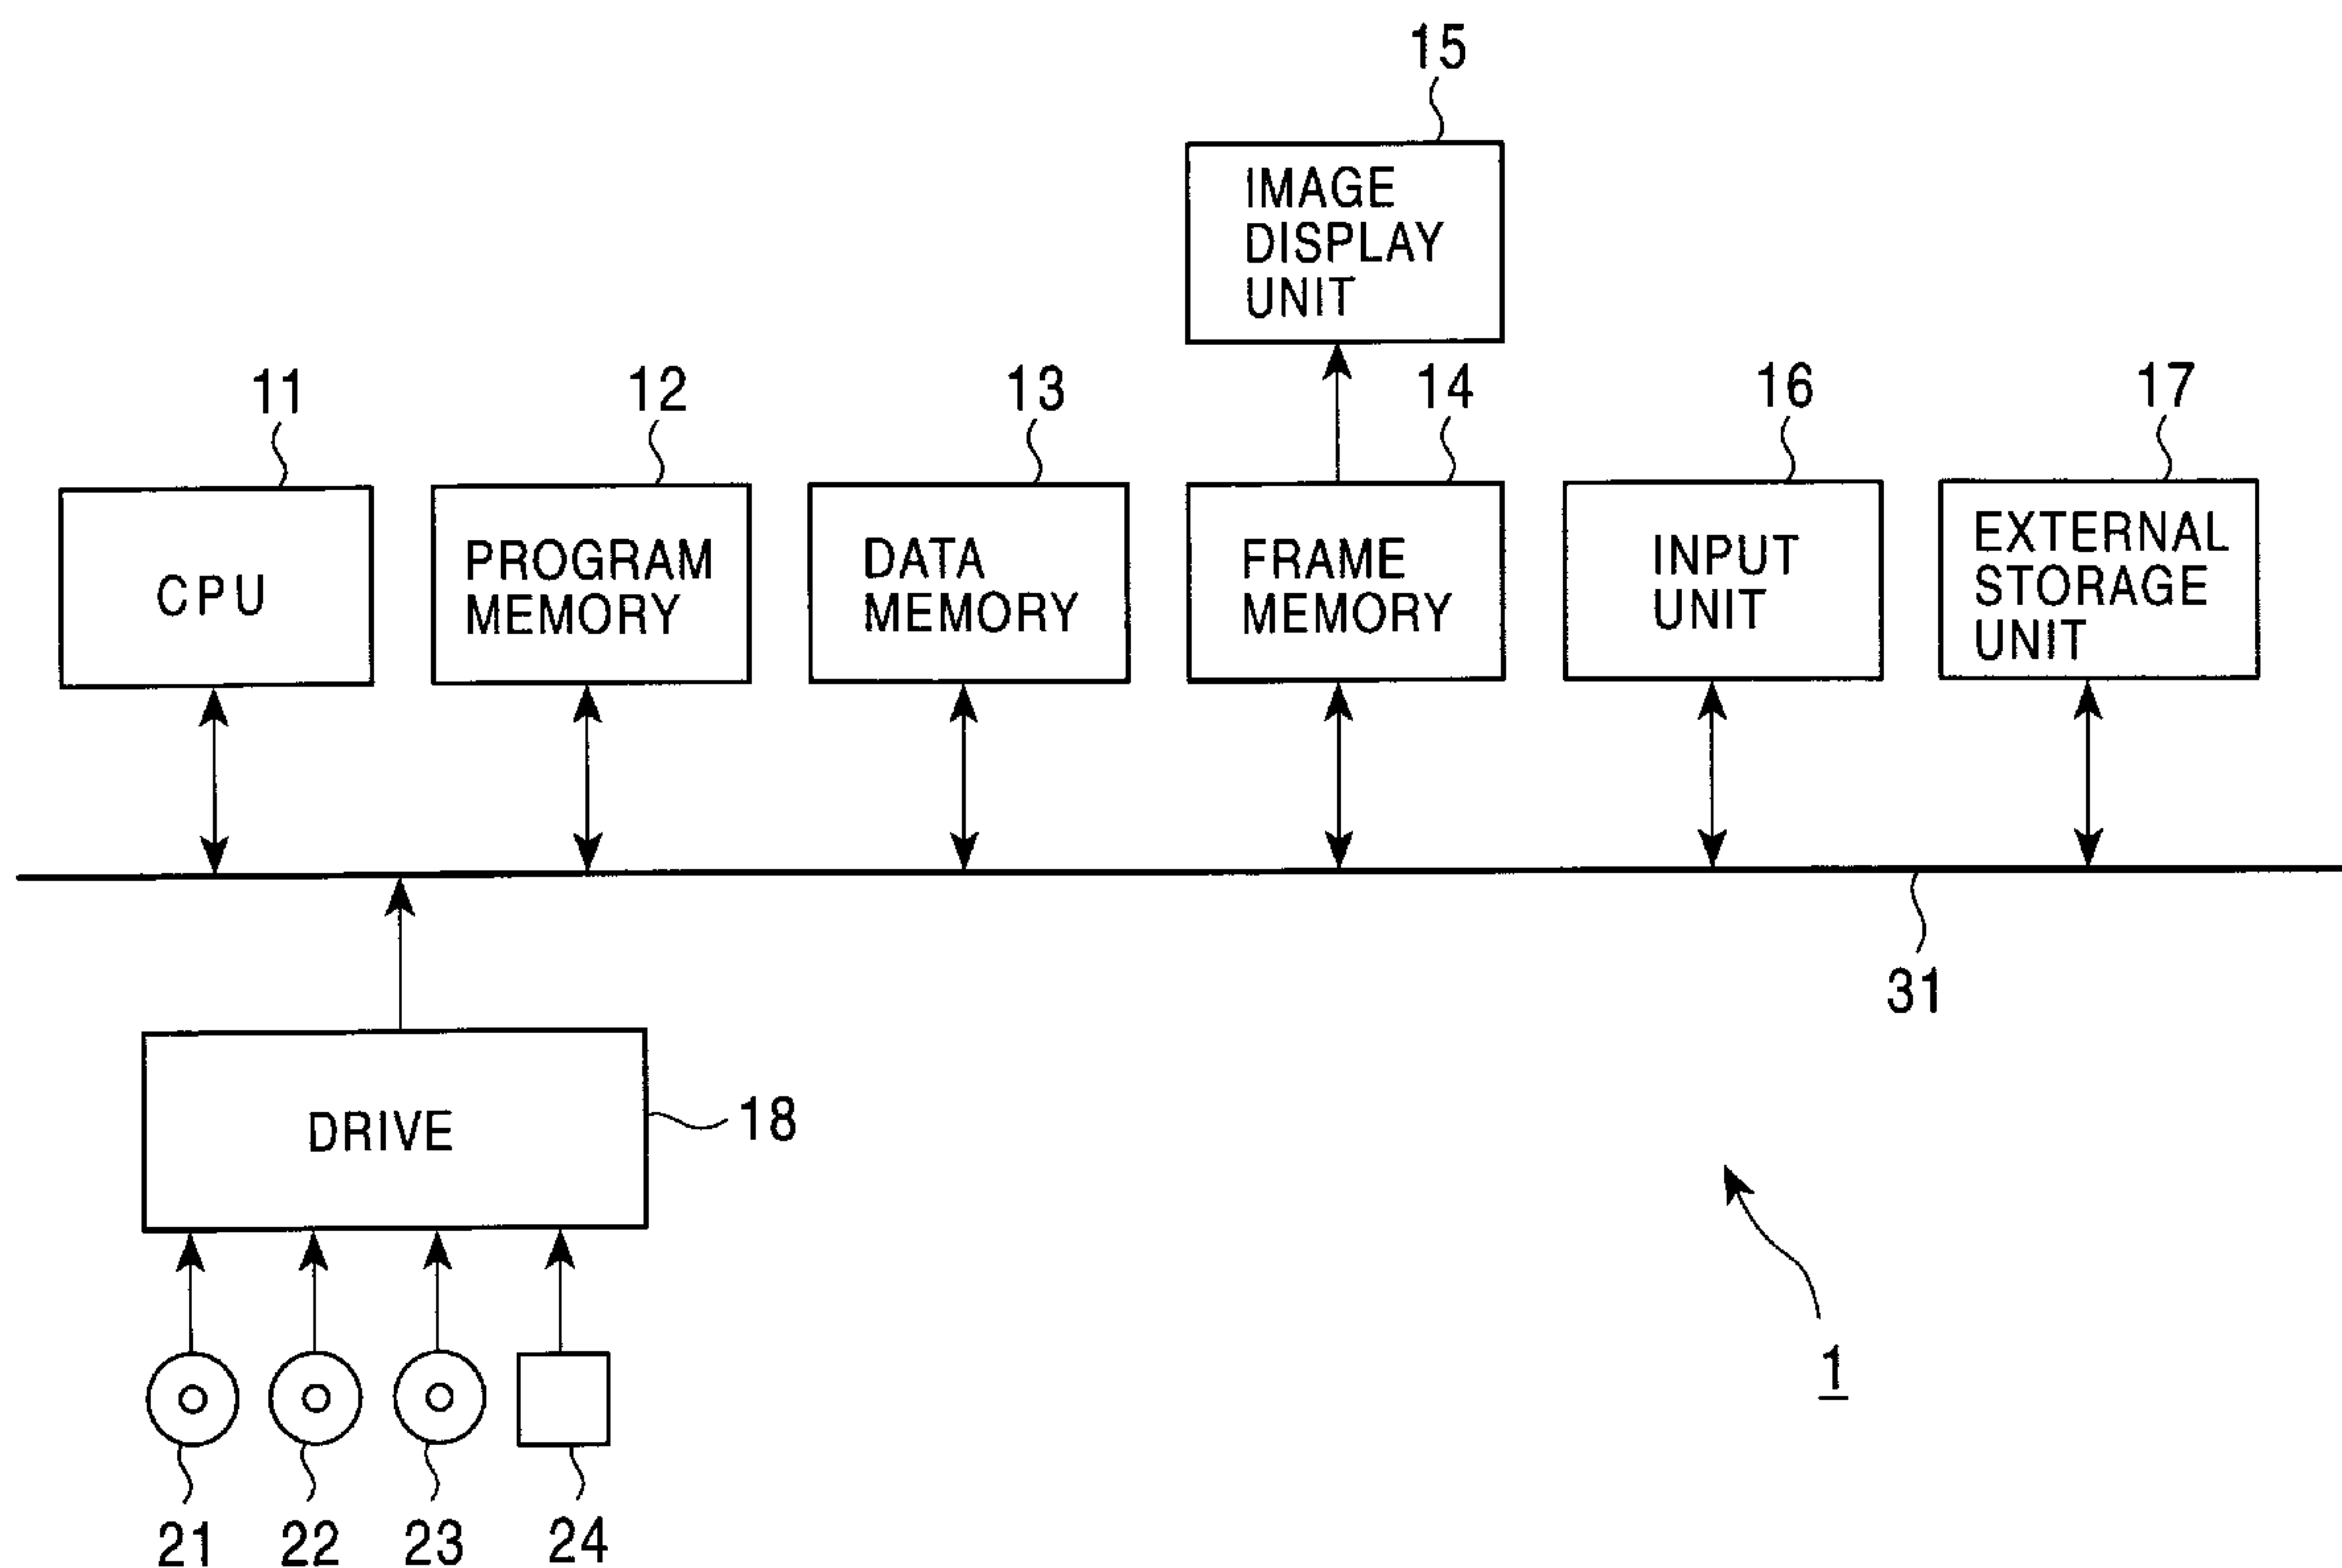 15
IMAGE
DISPLAY
UNIT
11
12
13
14
16
17
CPU
PROGRAM
MEMORY
DATA
MEMORY
FRAME
MEMORY
INPUT
UNIT
EXTERNAL
STORAGE
UNIT
31
DRIVE
18
1
21
22
23
24